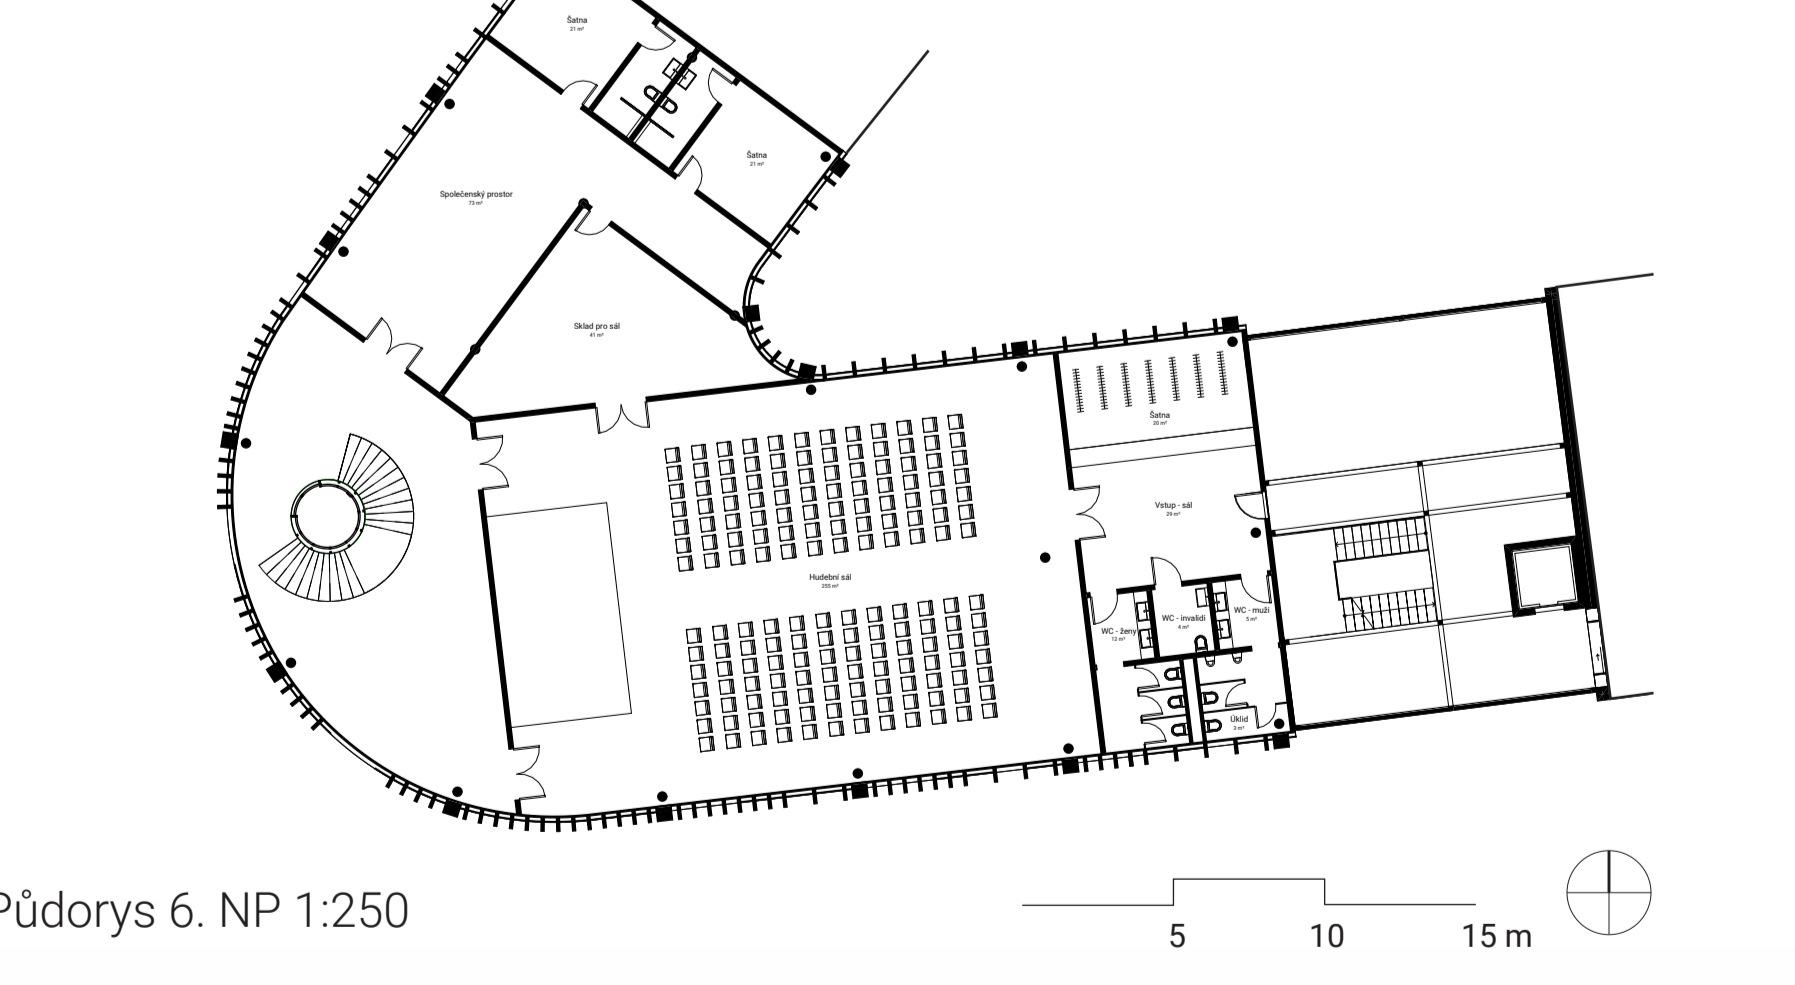 Šatna
21 m²
Šatna
21 m²
Společenský prostor
73 m²
Sklad pro sál
41 m²
Šatna
20 m²
Vstup - sál
29 m²
Hudební sál
255 m²
WC - ženy
12 m²
WC - invalidi
4 m²
WC - muži
5 m²
Úklid
3 m²
Půdorys 6. NP 1:250
5 10 15 m